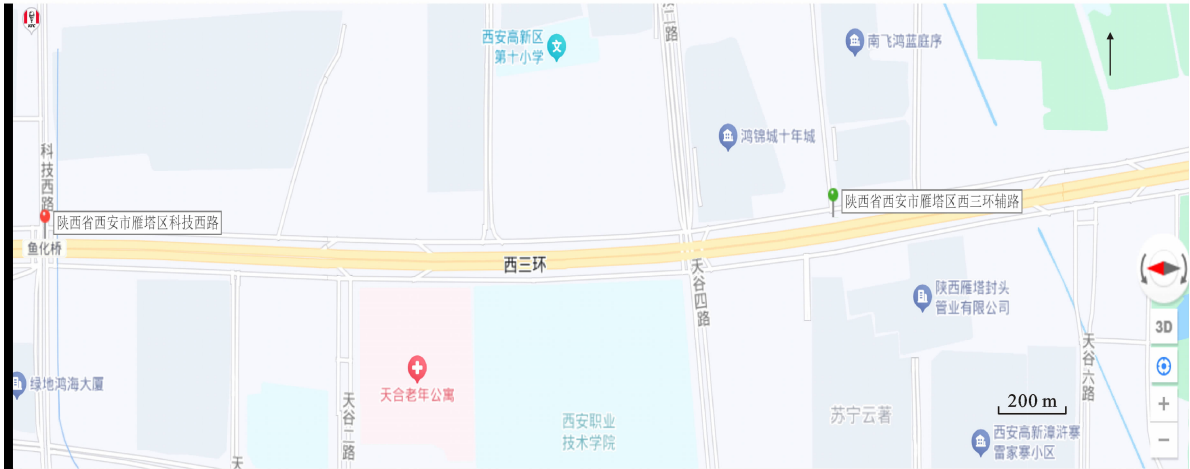 KFC
西安高新区
第十小学
二路
南飞鸿蓝庭序
鸿锦城十年城
科技西路
陕西省西安市雁塔区科技西路
陕西省西安市雁塔区西三环辅路
鱼化桥
西三环
天谷四路
陕西雁塔封头
管业有限公司
3D
天谷六路
绿地鸿海大厦
天合老年公寓
天谷二路
200 m
苏宁云著
西安职业
技术学院
西安高新漳浒寨
雷家寨小区
天